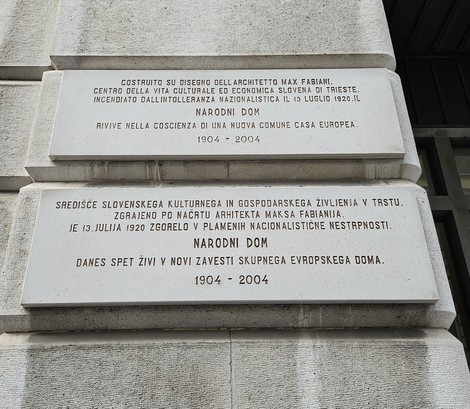 COSTRUITO SU DISEGNO DELL'ARCHITETTO MAX FABIANI,
CENTRO DELLA VITA CULTURALE ED ECONOMICA SLOVENA DI TRIESTE,
INCENDIATO DALL'INTOLLERANZA NAZIONALISTICA IL 13 LUGLIO 1920, IL
NARODNI DOM
RIVIVE NELLA COSCIENZA DI UNA NUOVA COMUNE CASA EUROPEA.
1904 - 2004
SREDIŠČE SLOVENSKEGA KULTURNEGA IN GOSPODARSKEGA ŽIVLJENJA V TRSTU,
ZGRAJENO PO NAČRTU ARHITEKTA MAKSA FABIANIJA,
JE 13. JULIJA 1920 ZGORELO V PLAMENIH NACIONALISTIČNE NESTRPNOSTI.
NARODNI DOM
DANES SPET ŽIVI V NOVI ZAVESTI SKUPNEGA EVROPSKEGA DOMA.
1904 - 2004